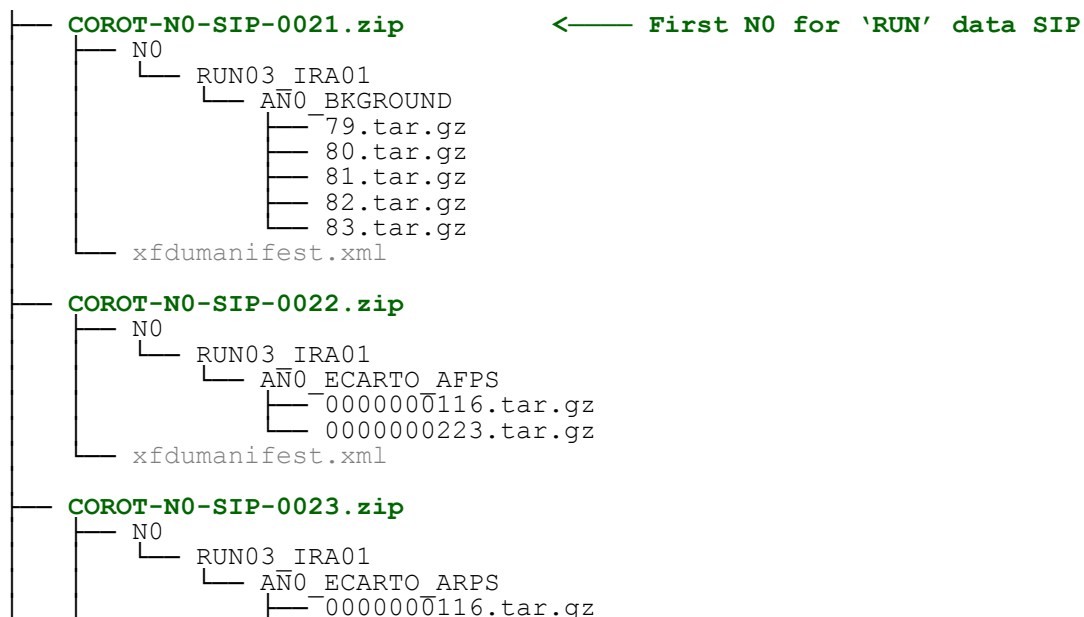 ├── COROT-N0-SIP-0021.zip <──── First N0 for ‘RUN’ data SIP
│ ├── N0
│ │ └── RUN03_IRA01
│ │ └── AN0_BKGROUND
│ │ ├── 79.tar.gz
│ │ ├── 80.tar.gz
│ │ ├── 81.tar.gz
│ │ ├── 82.tar.gz
│ │ └── 83.tar.gz
│ └── xfdumanifest.xml
├── COROT-N0-SIP-0022.zip
│ ├── N0
│ │ └── RUN03_IRA01
│ │ └── AN0_ECARTO_AFPS
│ │ ├── 0000000116.tar.gz
│ │ └── 0000000223.tar.gz
│ └── xfdumanifest.xml
├── COROT-N0-SIP-0023.zip
│ ├── N0
│ │ └── RUN03_IRA01
│ │ └── AN0_ECARTO_ARPS
│ │ ├── 0000000116.tar.gz